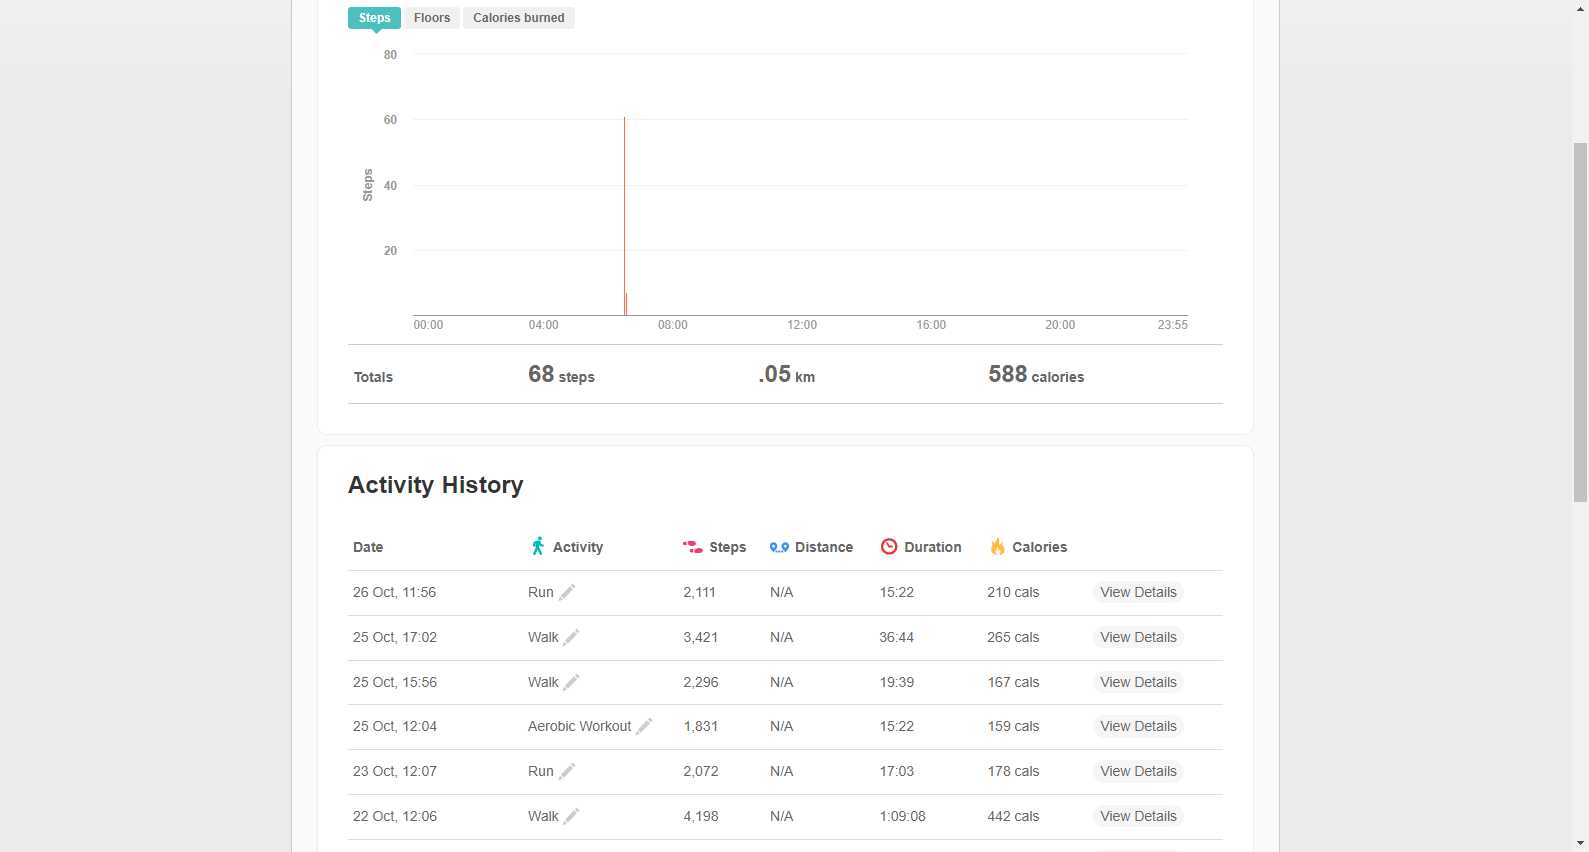 Steps Floors Calories burned
80
60
40
20
Steps
00:00 04:00 08:00 12:00 16:00 20:00 23:55
Totals 68 steps .05 km 588 calories
Activity History
Date Activity Steps Distance Duration Calories
26 Oct, 11:56 Run 2,111 N/A 15:22 210 cals View Details
25 Oct, 17:02 Walk 3,421 N/A 36:44 265 cals View Details
25 Oct, 15:56 Walk 2,296 N/A 19:39 167 cals View Details
25 Oct, 12:04 Aerobic Workout 1,831 N/A 15:22 159 cals View Details
23 Oct, 12:07 Run 2,072 N/A 17:03 178 cals View Details
22 Oct, 12:06 Walk 4,198 N/A 1:09:08 442 cals View Details